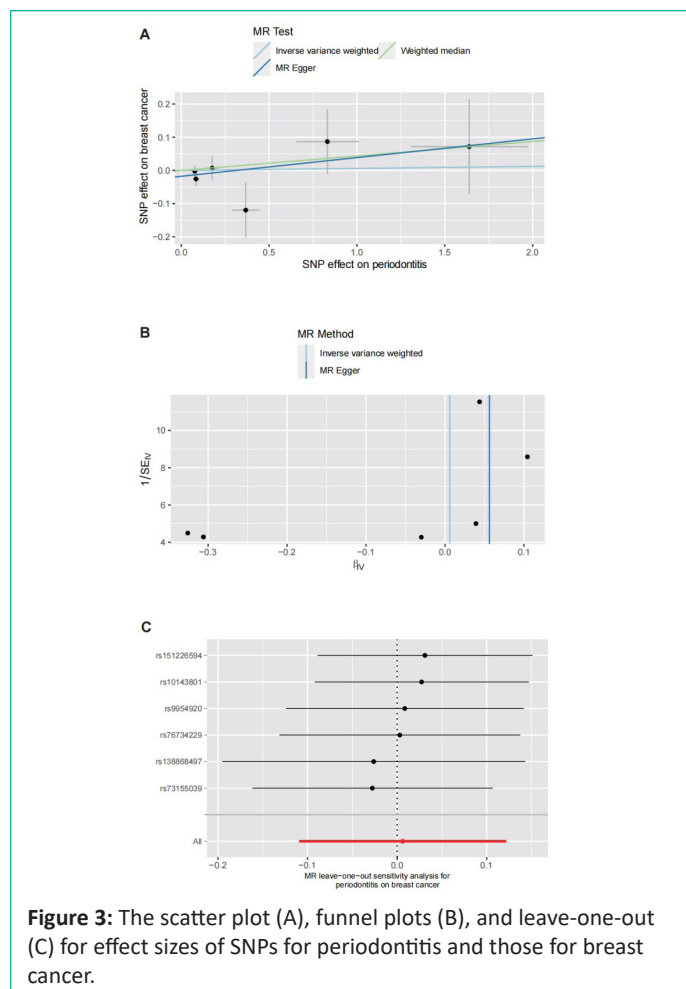 A
MR Test
Inverse variance weighted
Weighted median
MR Egger
SNP effect on breast cancer
0.2
0.1
0.0
−0.1
−0.2
0.0
0.5
1.0
1.5
2.0
SNP effect on periodontitis
B
MR Method
Inverse variance weighted
MR Egger
1/SE_IV
10
8
6
4
−0.3
−0.2
−0.1
0.0
0.1
β̂_IV
C
rs151226594
rs10143801
rs9954920
rs76734229
rs138868497
rs73155039
All
−0.2
−0.1
0.0
0.1
MR leave−one−out sensitivity analysis for
periodontitis on breast cancer
Figure 3: The scatter plot (A), funnel plots (B), and leave-one-out
(C) for effect sizes of SNPs for periodontitis and those for breast
cancer.